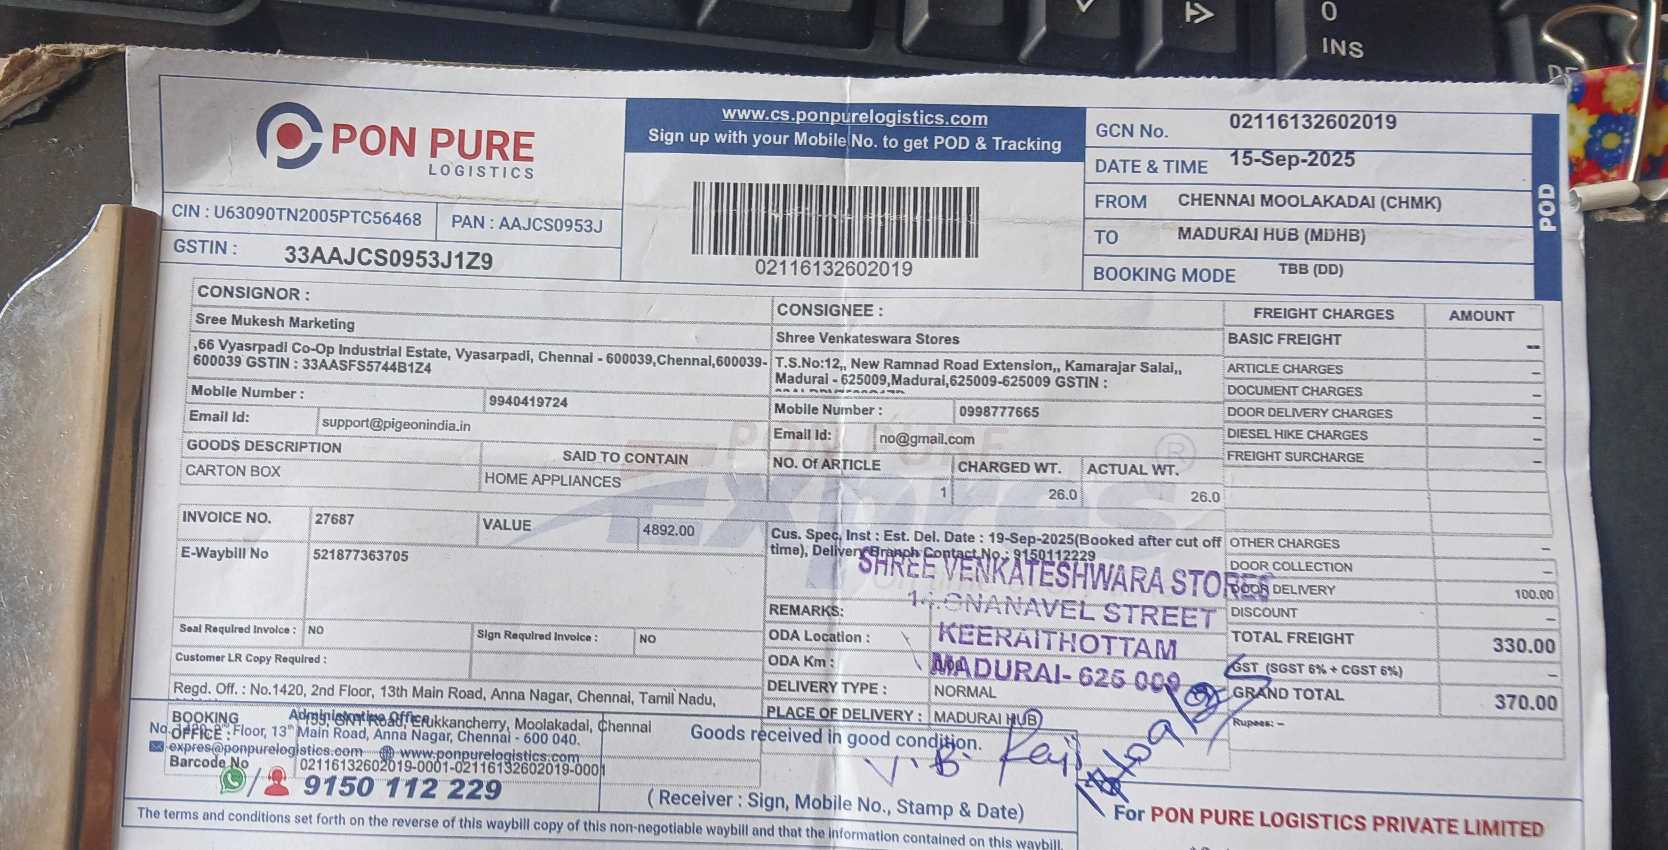 0
INS
PON PURE
LOGISTICS
CIN : U63090TN2005PTC56468
PAN : AAJCS0953J
GSTIN :
33AAJCS0953J1Z9
www.cs.ponpurelogistics.com
Sign up with your Mobile No. to get POD & Tracking
02116132602019
GCN No. 02116132602019
DATE & TIME 15-Sep-2025
FROM CHENNAI MOOLAKADAI (CHMK)
TO MADURAI HUB (MDHB)
BOOKING MODE TBB (DD)
POD
CONSIGNOR :
Sree Mukesh Marketing
,66 Vyasrpadi Co-Op Industrial Estate, Vyasarpadi, Chennai - 600039,Chennai,600039-
600039 GSTIN : 33AASFS5744B1Z4
Mobile Number : 9940419724
Email Id: support@pigeonindia.in
GOODS DESCRIPTION SAID TO CONTAIN
CARTON BOX HOME APPLIANCES
CONSIGNEE :
Shree Venkateswara Stores
T.S.No:12,, New Ramnad Road Extension,, Kamarajar Salai,,
Madurai - 625009,Madurai,625009-625009 GSTIN :
Mobile Number : 0998777665
Email Id: no@gmail.com
NO. Of ARTICLE CHARGED WT. ACTUAL WT.
1 26.0 26.0
FREIGHT CHARGES AMOUNT
BASIC FREIGHT --
ARTICLE CHARGES –
DOCUMENT CHARGES –
DOOR DELIVERY CHARGES –
DIESEL HIKE CHARGES –
FREIGHT SURCHARGE –
INVOICE NO. 27687 VALUE 4892.00
E-Waybill No 521877363705
Seal Required Invoice : NO Sign Required Invoice : NO
Customer LR Copy Required :
Cus. Spec, Inst : Est. Del. Date : 19-Sep-2025(Booked after cut off
time), Delivery Branch Contact No : 9150112229
SHREE VENKATESHWARA STORES
14.GNANAVEL STREET
KEERAITHOTTAM
MADURAI- 625 009
REMARKS:
ODA Location :
ODA Km :
DELIVERY TYPE : NORMAL
PLACE OF DELIVERY : MADURAI HUB
OTHER CHARGES –
DOOR COLLECTION –
DOOR DELIVERY 100.00
DISCOUNT –
TOTAL FREIGHT 330.00
GST (SGST 6% + CGST 6%) –
GRAND TOTAL 370.00
Rupees: –
Regd. Off. : No.1420, 2nd Floor, 13th Main Road, Anna Nagar, Chennai, Tamil Nadu,
BOOKING
OFFICE :
Administrative Office
Erukkancherry, Moolakadai, Chennai
Floor, 13th Main Road, Anna Nagar, Chennai - 600 040.
expres@ponpurelogistics.com www.ponpurelogistics.com
Barcode No 02116132602019-0001-02116132602019-0001
9150 112 229
Goods received in good condition.
V. B
( Receiver : Sign, Mobile No., Stamp & Date)
For PON PURE LOGISTICS PRIVATE LIMITED
The terms and conditions set forth on the reverse of this waybill copy of this non-negotiable waybill and that the information contained on this waybill.